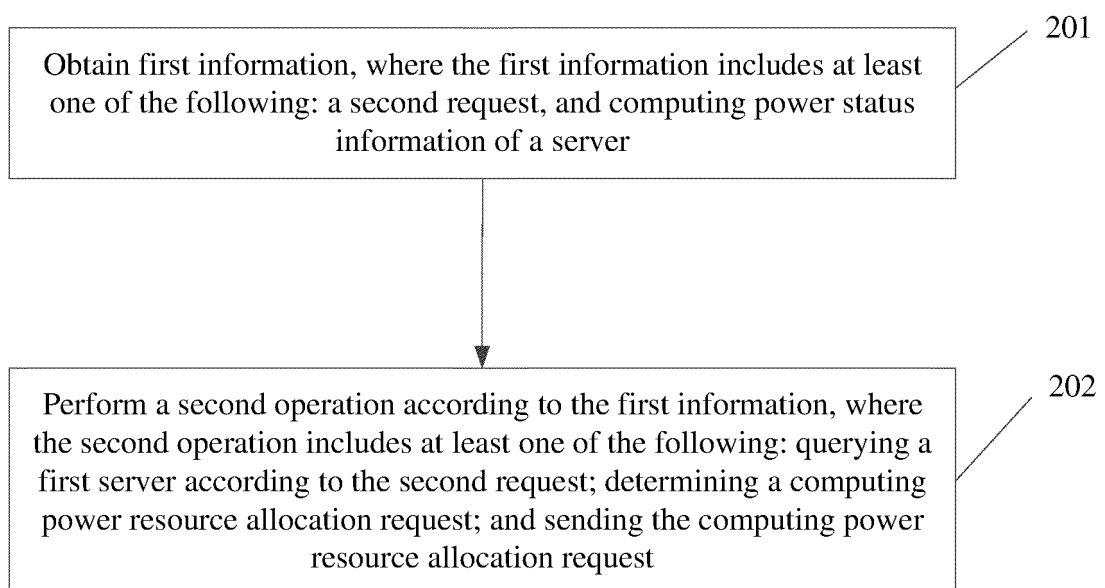 201
Obtain first information, where the first information includes at least
one of the following: a second request, and computing power status
information of a server
202
Perform a second operation according to the first information, where
the second operation includes at least one of the following: querying a
first server according to the second request; determining a computing
power resource allocation request; and sending the computing power
resource allocation request